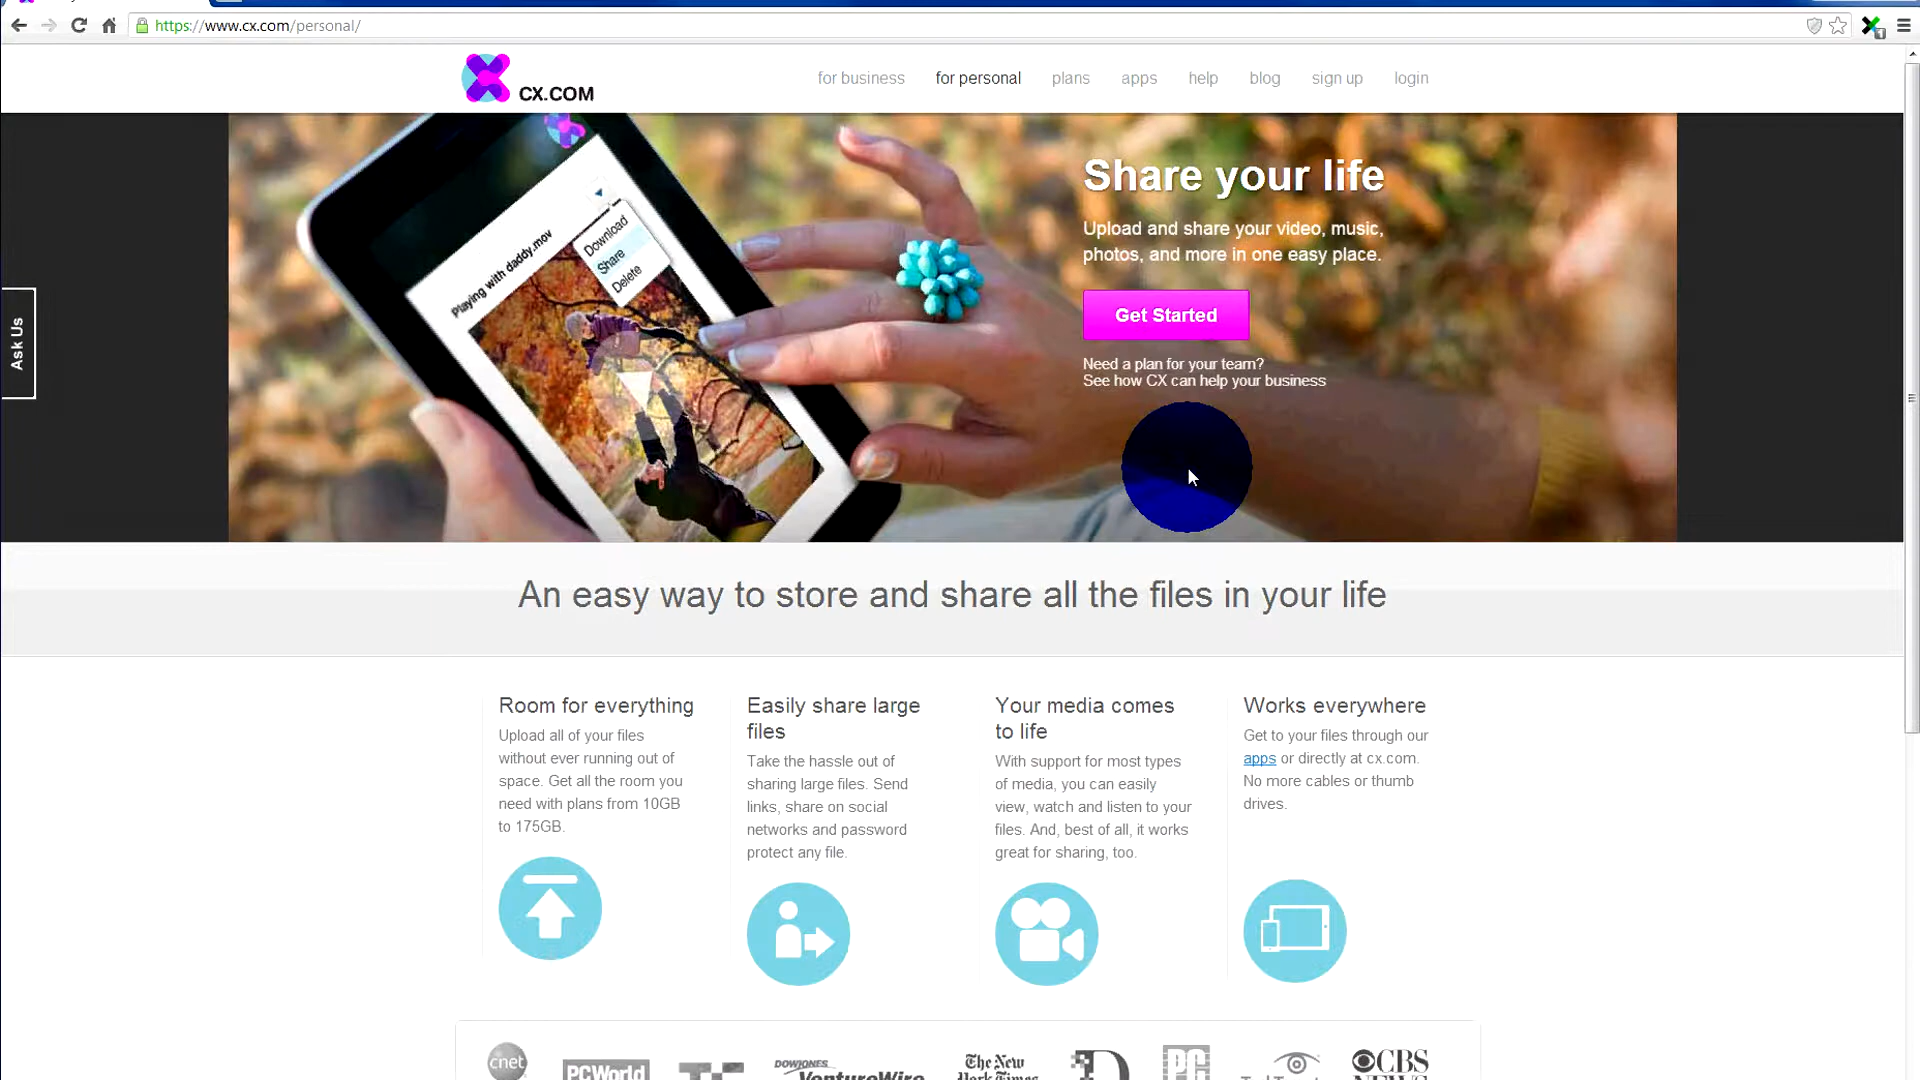 https://www.cx.com/personal/
CX.COM
for business
for personal
plans
apps
help
blog
sign up
login
Ask Us
Playing with daddy.mov
Download
Share
Delete
Share your life
Upload and share your video, music,
photos, and more in one easy place.
Get Started
Need a plan for your team?
See how CX can help your business
An easy way to store and share all the files in your life
Room for everything
Upload all of your files
without ever running out of
space. Get all the room you
need with plans from 10GB
to 175GB.
Easily share large
files
Take the hassle out of
sharing large files. Send
links, share on social
networks and password
protect any file.
Your media comes
to life
With support for most types
of media, you can easily
view, watch and listen to your
files. And, best of all, it works
great for sharing, too.
Works everywhere
Get to your files through our
apps or directly at cx.com.
No more cables or thumb
drives.
cnet
PCWorld
DOWJONES
VentureWire
The New
York Times
D
PC
CBS
NEWS